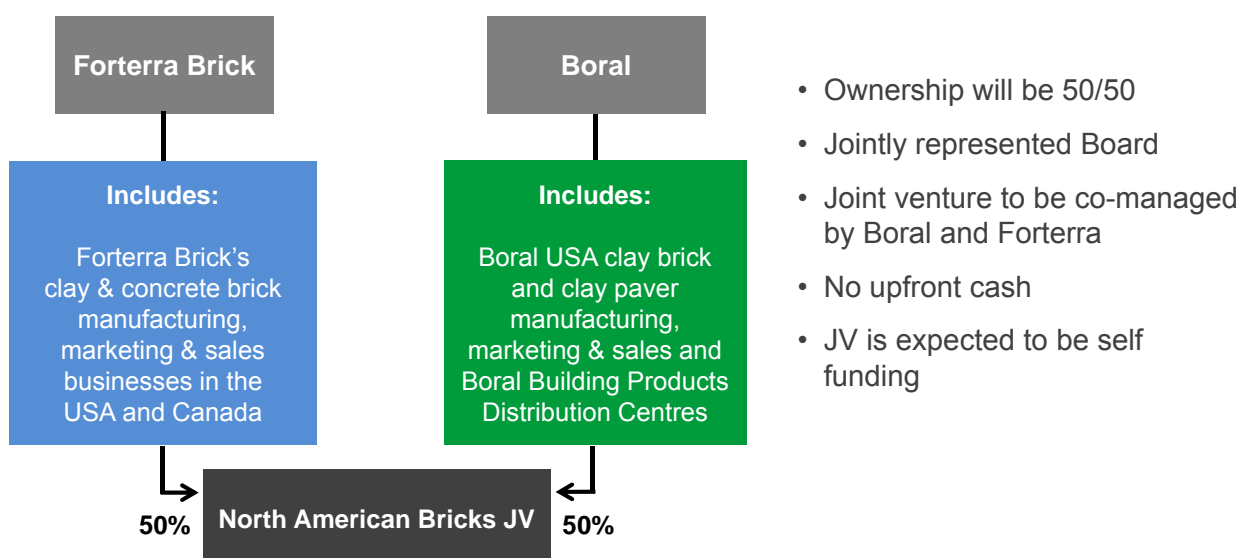 Forterra Brick
Includes:
Forterra Brick’s
clay & concrete brick
manufacturing,
marketing & sales
businesses in the
USA and Canada
50%
Boral
Includes:
Boral USA clay brick
and clay paver
manufacturing,
marketing & sales and
Boral Building Products
Distribution Centres
50%
North American Bricks JV
• Ownership will be 50/50
• Jointly represented Board
• Joint venture to be co-managed
by Boral and Forterra
• No upfront cash
• JV is expected to be self
funding